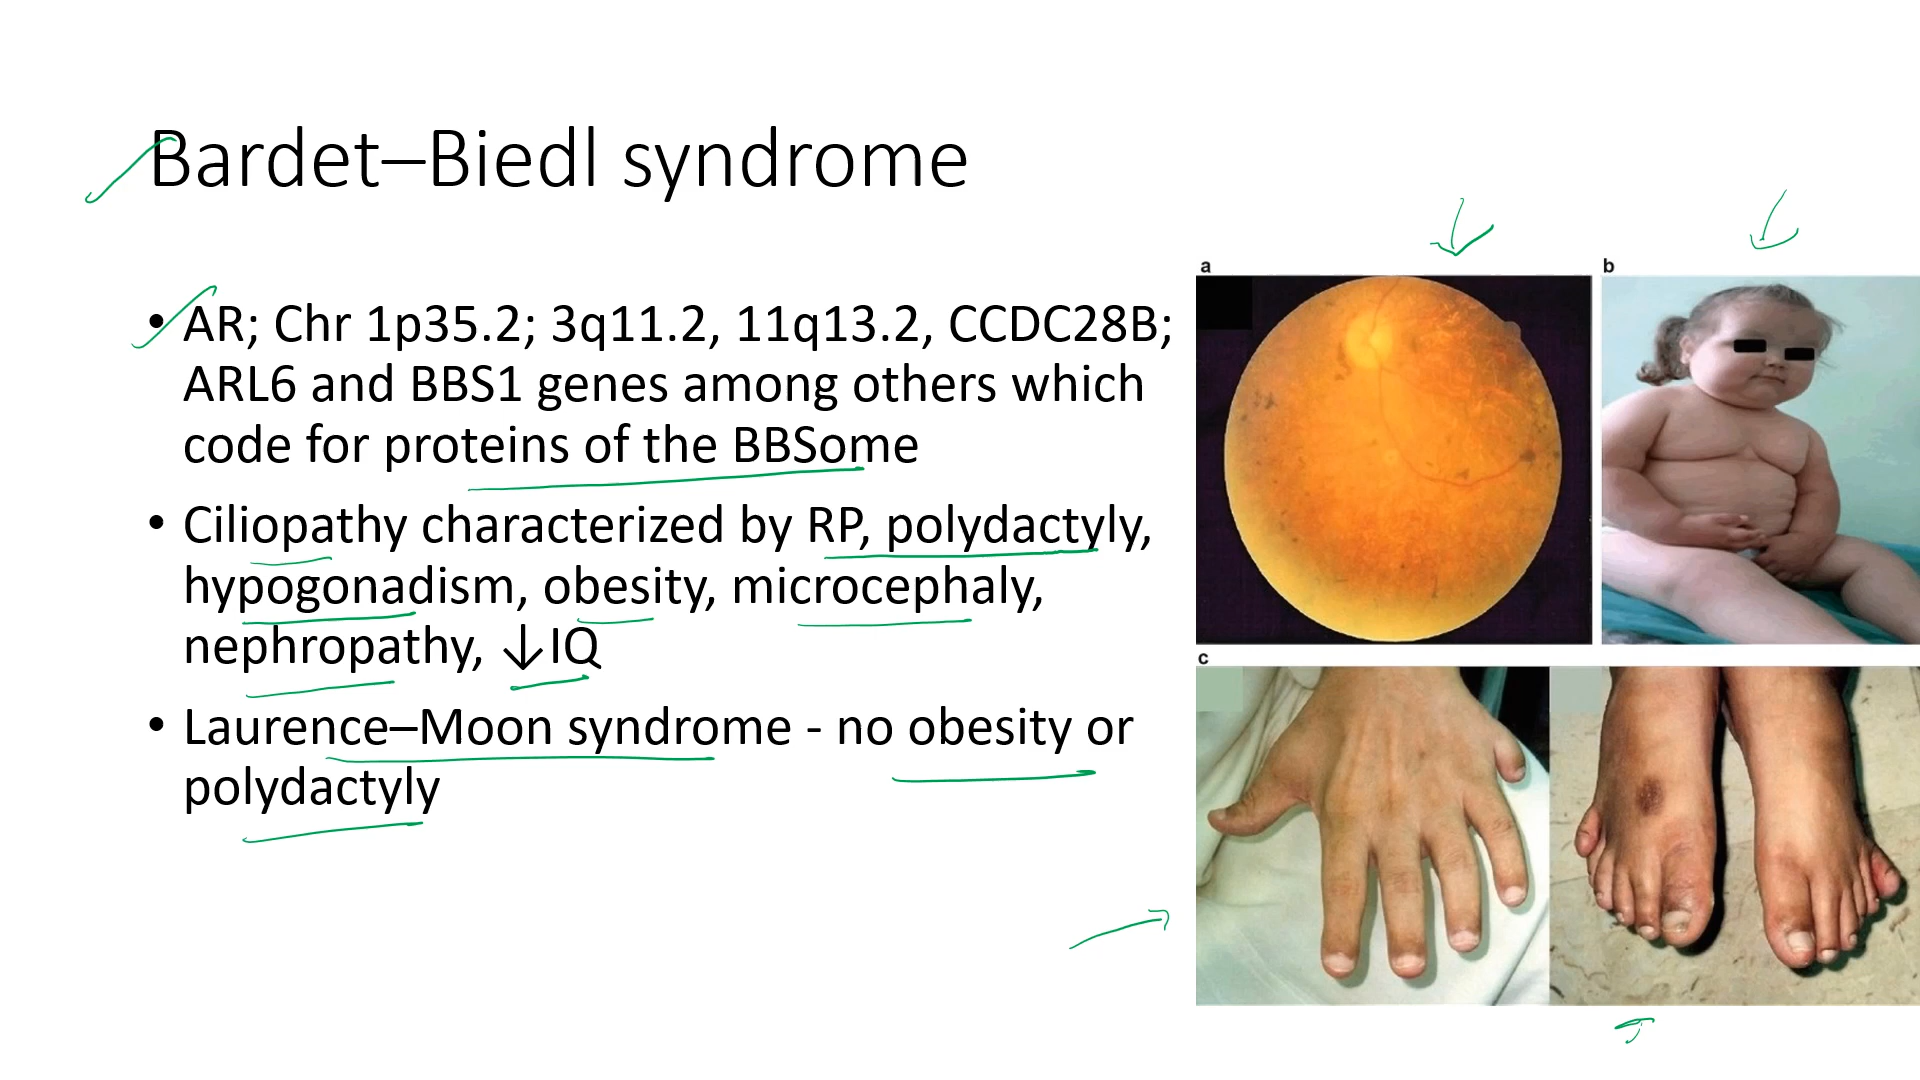 Bardet–Biedl syndrome
• AR; Chr 1p35.2; 3q11.2, 11q13.2, CCDC28B;
ARL6 and BBS1 genes among others which
code for proteins of the BBSome
• Ciliopathy characterized by RP, polydactyly,
hypogonadism, obesity, microcephaly,
nephropathy, ↓IQ
• Laurence–Moon syndrome - no obesity or
polydactyly
a
b
c